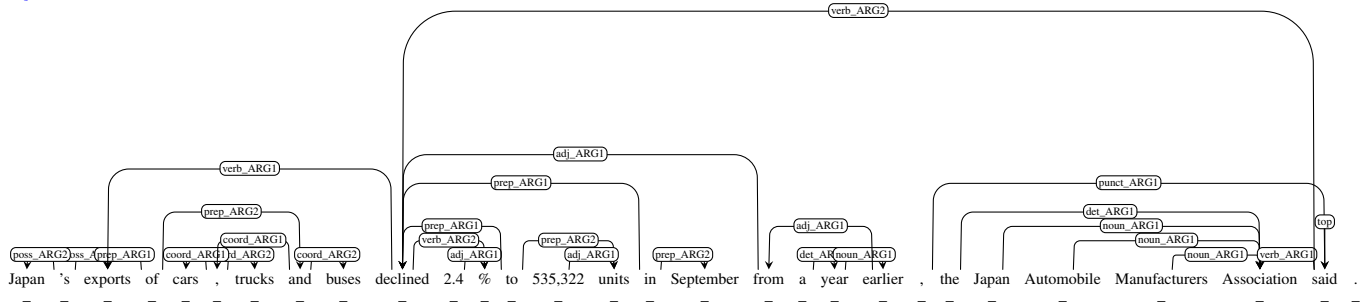 verb_ARG2
adj_ARG1
verb_ARG1
prep_ARG1 punct_ARG1
prep_ARG2 det_ARG1
prep_ARG1 adj_ARG1 noun_ARG1 top
coord_ARG1 verb_ARG2 prep_ARG2 noun_ARG1
poss_ARG2 prep_ARG1 coord_ARG1 coord_ARG2 adj_ARG1 adj_ARG1 prep_ARG2 noun_ARG1 noun_ARG1 verb_ARG1
Japan 's exports of cars , trucks and buses declined 2.4 % to 535,322 units in September from a year earlier , the Japan Automobile Manufacturers Association said .
_ _ _ _ _ _ _ _ _ _ _ _ _ _ _ _ _ _ _ _ _ _ _ _ _ _ _ _ _